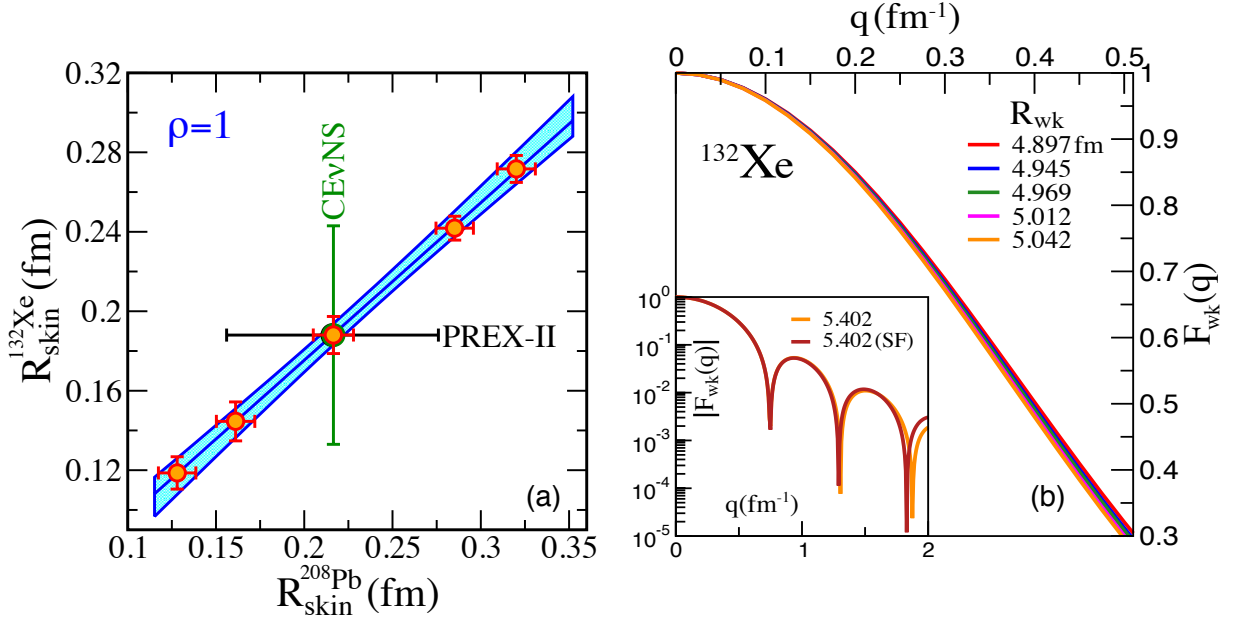 ρ=1
CEνNS
PREX-II
(a)
0.32
0.28
0.24
0.2
0.16
0.12
R_skin^132Xe (fm)
0.1 0.15 0.2 0.25 0.3 0.35
R_skin^208Pb (fm)
q (fm^-1)
0 0.1 0.2 0.3 0.4 0.5
^132Xe
R_wk
4.897 fm
4.945
4.969
5.012
5.042
1
0.9
0.8
0.7
0.6
0.5
0.4
0.3
F_wk(q)
(b)
5.402
5.402 (SF)
|F_wk(q)|
10^0
10^-1
10^-2
10^-3
10^-4
10^-5
q(fm^-1)
0 1 2